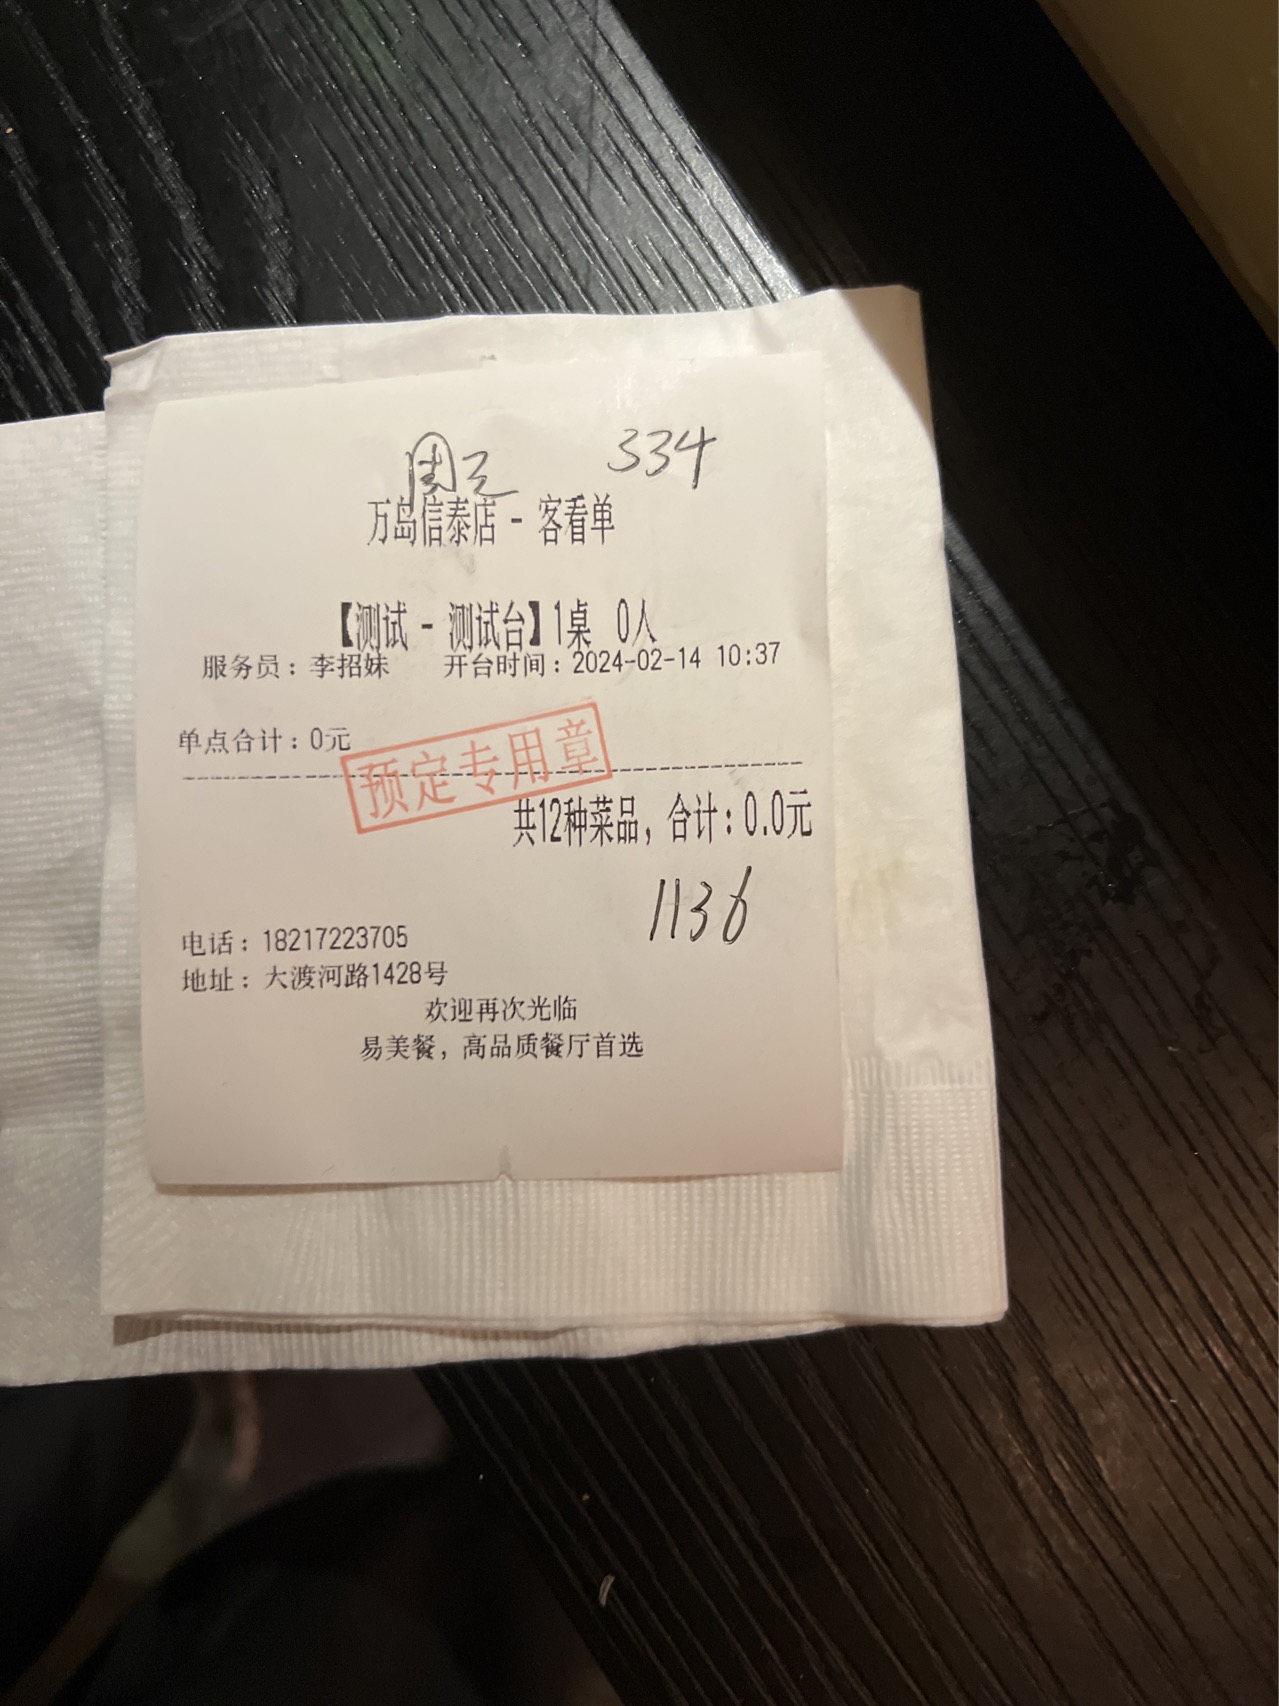 周 334
万岛信泰店 - 客看单
【测试 - 测试台】1桌 0人
服务员：李招妹 开台时间：2024-02-14 10:37
单点合计：0元
预定专用章
共12种菜品，合计：0.0元
1136
电话：18217223705
地址：大渡河路1428号
欢迎再次光临
易美餐，高品质餐厅首选